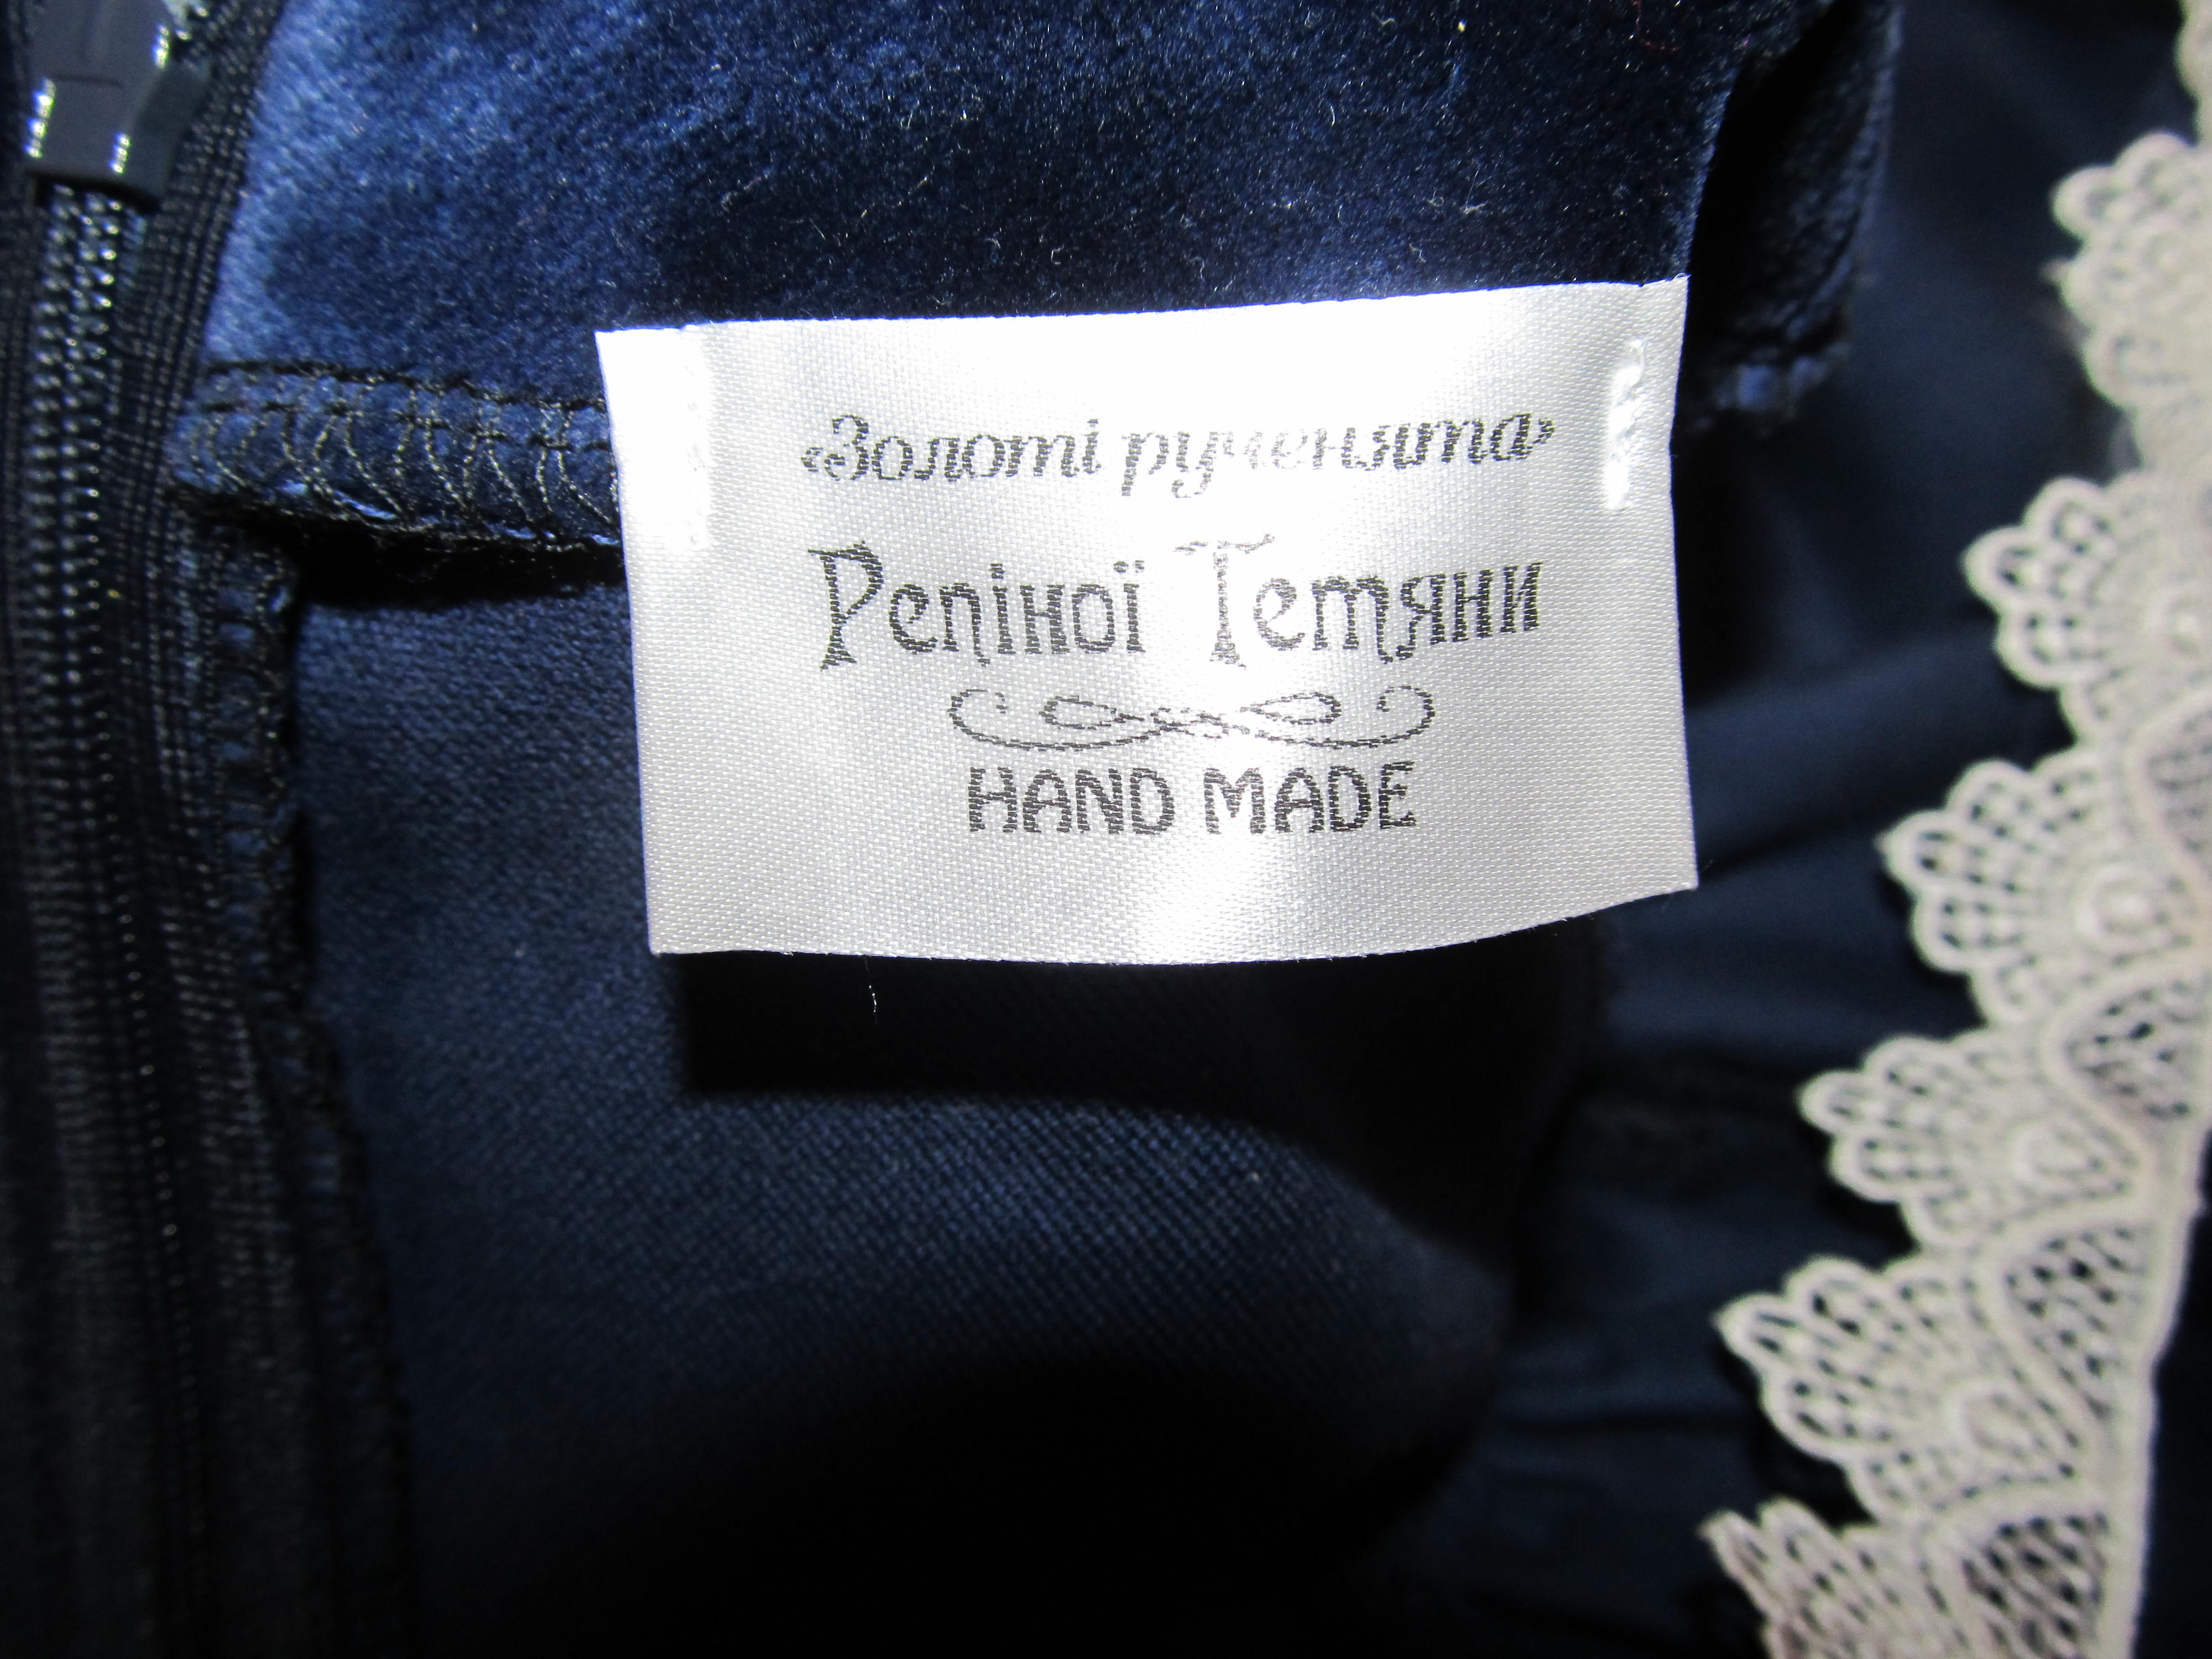 «Золоті рученята»
Репіної Тетяни
HAND MADE